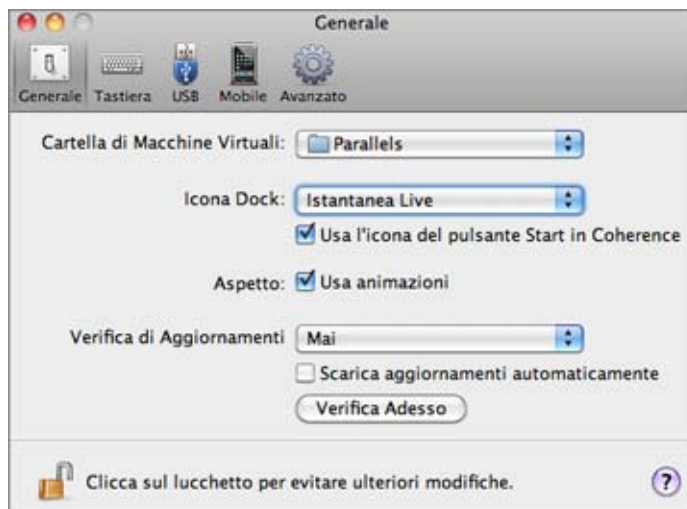 Generale
Generale Tastiera USB Mobile Avanzato
Cartella di Macchine Virtuali: Parallels
Icona Dock: Istantanea Live
Usa l'icona del pulsante Start in Coherence
Aspetto: Usa animazioni
Verifica di Aggiornamenti Mai
Scarica aggiornamenti automaticamente
Verifica Adesso
Clicca sul lucchetto per evitare ulteriori modifiche. ?